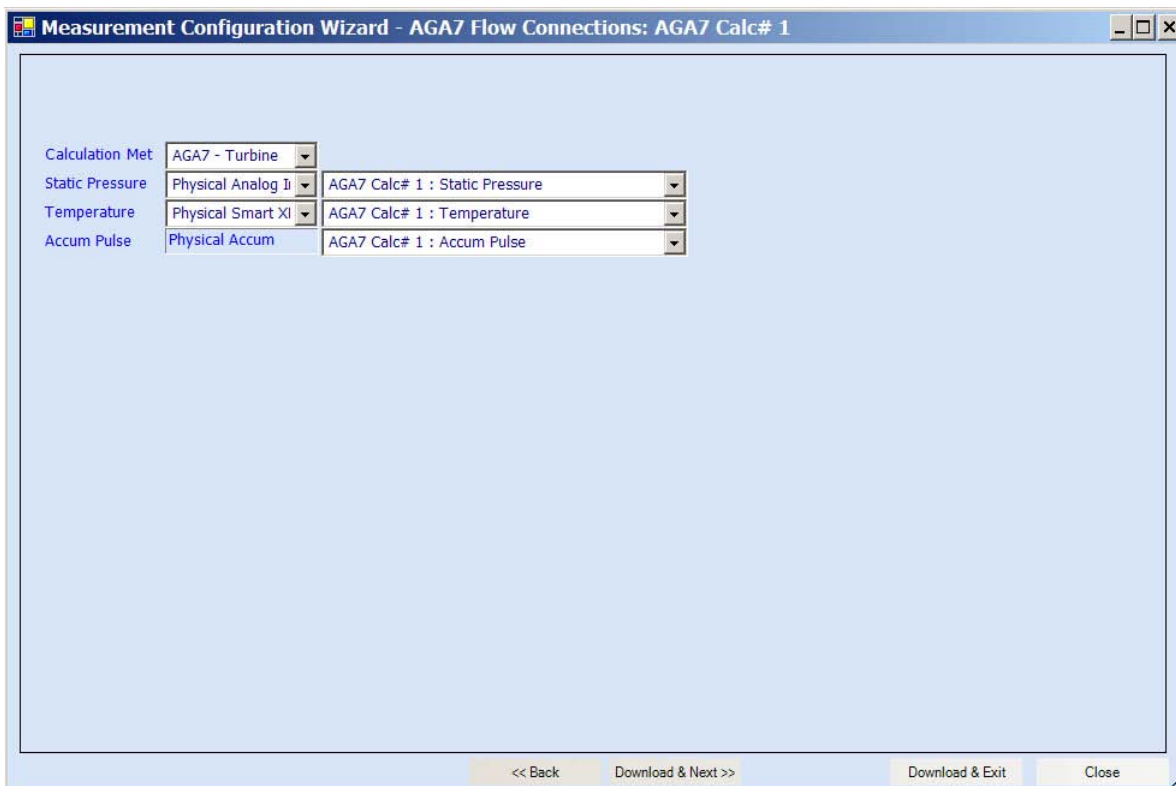 Measurement Configuration Wizard - AGA7 Flow Connections: AGA7 Calc# 1
Calculation Met AGA7 - Turbine
Static Pressure Physical Analog AGA7 Calc# 1 : Static Pressure
Temperature Physical Smart AGA7 Calc# 1 : Temperature
Accum Pulse Physical Accum AGA7 Calc# 1 : Accum Pulse
<< Back Download & Next >> Download & Exit Close